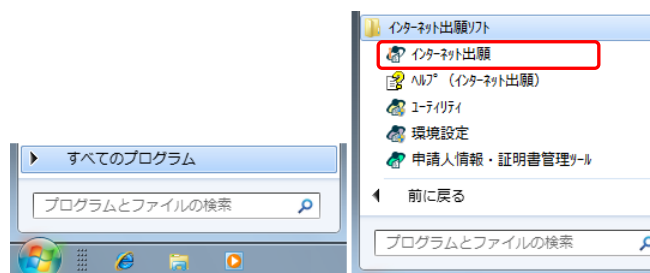 すべてのプログラム
プログラムとファイルの検索
インターネット出願ソフト
インターネット出願
ヘルプ（インターネット出願）
ユーティリティ
環境設定
申請人情報・証明書管理ツール
前に戻る
プログラムとファイルの検索